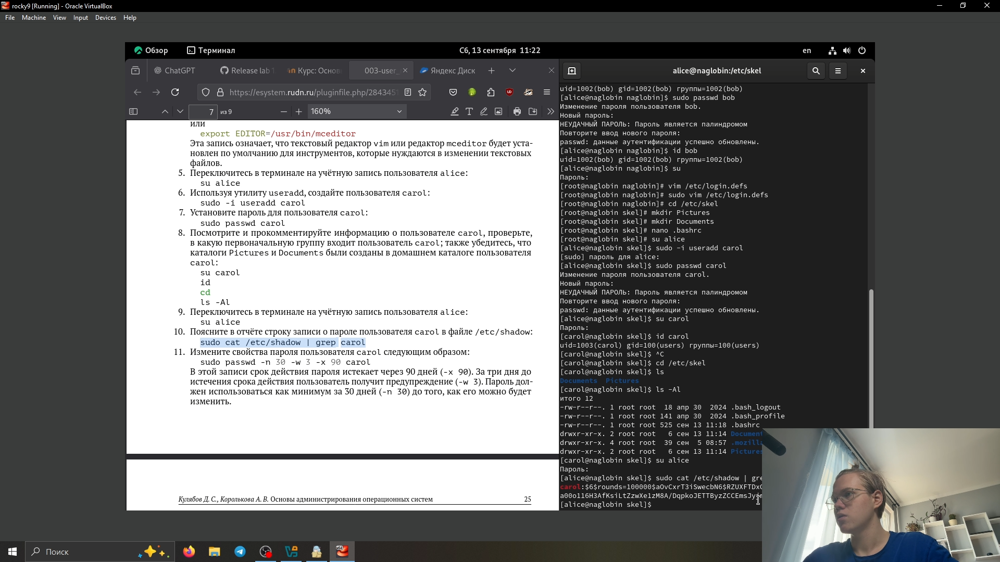 rocky9 [Running] - Oracle VirtualBox
File Machine View Input Devices Help
Обзор Терминал Сб, 13 сентября 11:22 en
ChatGPT Release lab 1 Курс: Основ 003-user_ Яндекс Диск
https://esystem.rudn.ru/pluginfile.php/2843451
7 из 9 160%
или
export EDITOR=/usr/bin/mceditor
Эта запись означает, что текстовый редактор vim или редактор mceditor будет уста-
новлен по умолчанию для инструментов, которые нуждаются в изменении текстовых
файлов.
5. Переключитесь в терминале на учётную запись пользователя alice:
su alice
6. Используя утилиту useradd, создайте пользователя carol:
sudo -i useradd carol
7. Установите пароль для пользователя carol:
sudo passwd carol
8. Посмотрите и прокомментируйте информацию о пользователе carol, проверьте,
в какую первоначальную группу входит пользователь carol; также убедитесь, что
каталоги Pictures и Documents были созданы в домашнем каталоге пользователя
carol:
su carol
id
cd
ls -Al
9. Переключитесь в терминале на учётную запись пользователя alice:
su alice
10. Поясните в отчёте строку записи о пароле пользователя carol в файле /etc/shadow:
sudo cat /etc/shadow | grep carol
11. Измените свойства пароля пользователя carol следующим образом:
sudo passwd -n 30 -w 3 -x 90 carol
В этой записи срок действия пароля истекает через 90 дней (-x 90). За три дня до
истечения срока действия пользователь получит предупреждение (-w 3). Пароль дол-
жен использоваться как минимум за 30 дней (-n 30) до того, как его можно будет
изменить.
Кулябов Д. С., Королькова А. В. Основы администрирования операционных систем 25
alice@naglobin:/etc/skel
uid=1002(bob) gid=1002(bob) группы=1002(bob)
[alice@naglobin naglobin]$ sudo passwd bob
Изменение пароля пользователя bob.
Новый пароль:
НЕУДАЧНЫЙ ПАРОЛЬ: Пароль является палиндромом
Повторите ввод нового пароля:
passwd: данные аутентификации успешно обновлены.
[alice@naglobin naglobin]$ id bob
uid=1002(bob) gid=1002(bob) группы=1002(bob)
[alice@naglobin naglobin]$ su
Пароль:
[root@naglobin naglobin]# vim /etc/login.defs
[root@naglobin naglobin]# sudo vim /etc/login.defs
[root@naglobin naglobin]# cd /etc/skel
[root@naglobin skel]# mkdir Pictures
[root@naglobin skel]# mkdir Documents
[root@naglobin skel]# nano .bashrc
[root@naglobin skel]# su alice
[alice@naglobin skel]$ sudo -i useradd carol
[sudo] пароль для alice:
[alice@naglobin skel]$ sudo passwd carol
Изменение пароля пользователя carol.
Новый пароль:
НЕУДАЧНЫЙ ПАРОЛЬ: Пароль является палиндромом
Повторите ввод нового пароля:
passwd: данные аутентификации успешно обновлены.
[alice@naglobin skel]$ su carol
Пароль:
[carol@naglobin skel]$ id carol
uid=1003(carol) gid=100(users) группы=100(users)
[carol@naglobin skel]$ ^C
[carol@naglobin skel]$ cd /etc/skel
[carol@naglobin skel]$ ls
Documents Pictures
[carol@naglobin skel]$ ls -Al
итого 12
-rw-r--r--. 1 root root 18 апр 30 2024 .bash_logout
-rw-r--r--. 1 root root 141 апр 30 2024 .bash_profile
-rw-r--r--. 1 root root 525 сен 13 11:18 .bashrc
drwxr-xr-x. 2 root root 6 сен 13 11:14 Document
drwxr-xr-x. 4 root root 39 сен 5 08:57 .mozill
drwxr-xr-x. 2 root root 6 сен 13 11:14 Pictures
[carol@naglobin skel]$ su alice
Пароль:
[alice@naglobin skel]$ sudo cat /etc/shadow | gre
carol:$6$rounds=100000$aOvCxrT3iSwecbN6$RZUXFTDx
[alice@naglobin skel]$
Поиск